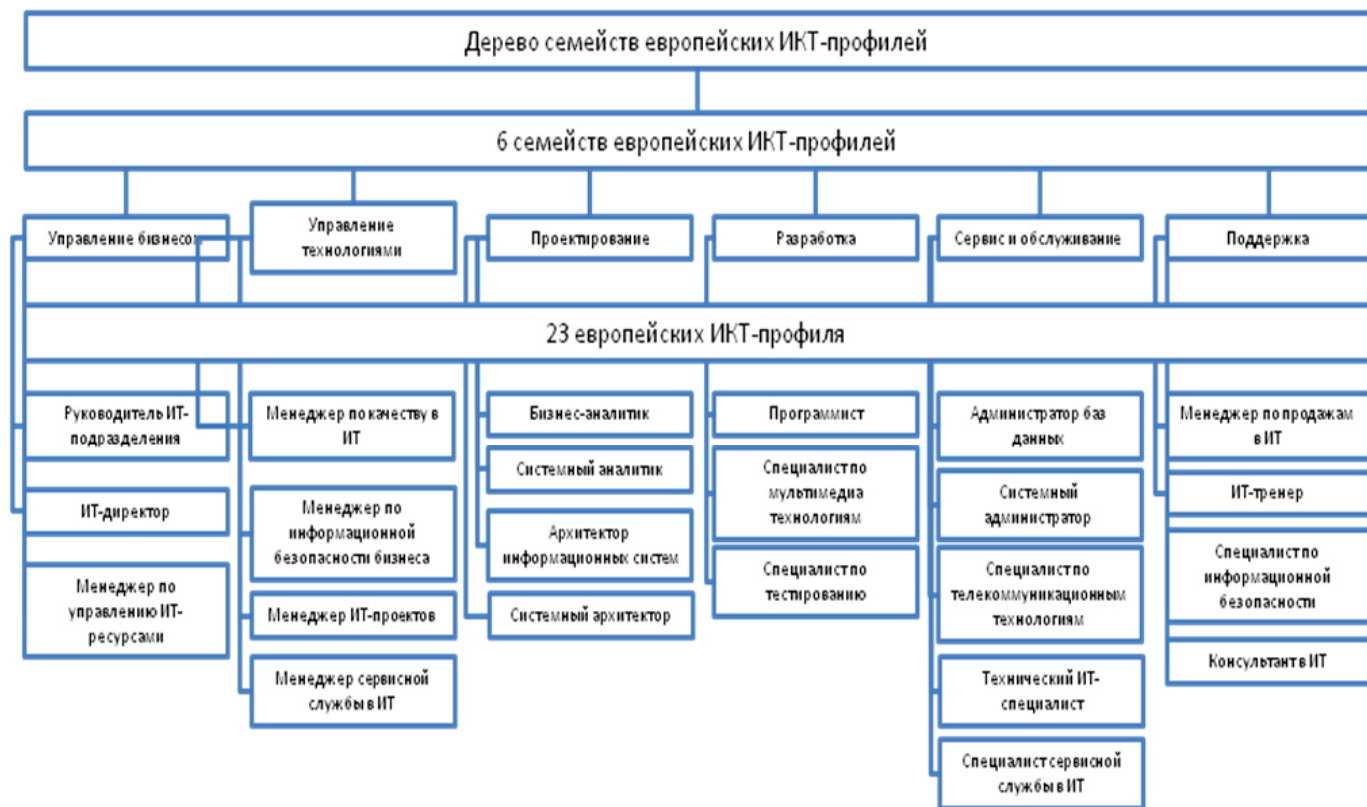 Дерево семейств европейских ИКТ-профилей
6 семейств европейских ИКТ-профилей
Управление бизнесом
Управление
технологиями
Проектирование
Разработка
Сервис и обслуживание
Поддержка
23 европейских ИКТ-профиля
Руководитель ИТ-
подразделения
ИТ-директор
Менеджер по
управлению ИТ-
ресурсами
Менеджер по качеству в
ИТ
Менеджер по
информационной
безопасности бизнеса
Менеджер ИТ-проектов
Менеджер сервисной
службы в ИТ
Бизнес-аналитик
Системный аналитик
Архитектор
информационных систем
Системный архитектор
Программист
Специалист по
мультимедиа
технологиям
Специалист по
тестированию
Администратор баз
данных
Системный
администратор
Специалист по
телекоммуникационным
технологиям
Технический ИТ-
специалист
Специалист сервисной
службы в ИТ
Менеджер по продажам
в ИТ
ИТ-тренер
Специалист по
информационной
безопасности
Консультант в ИТ